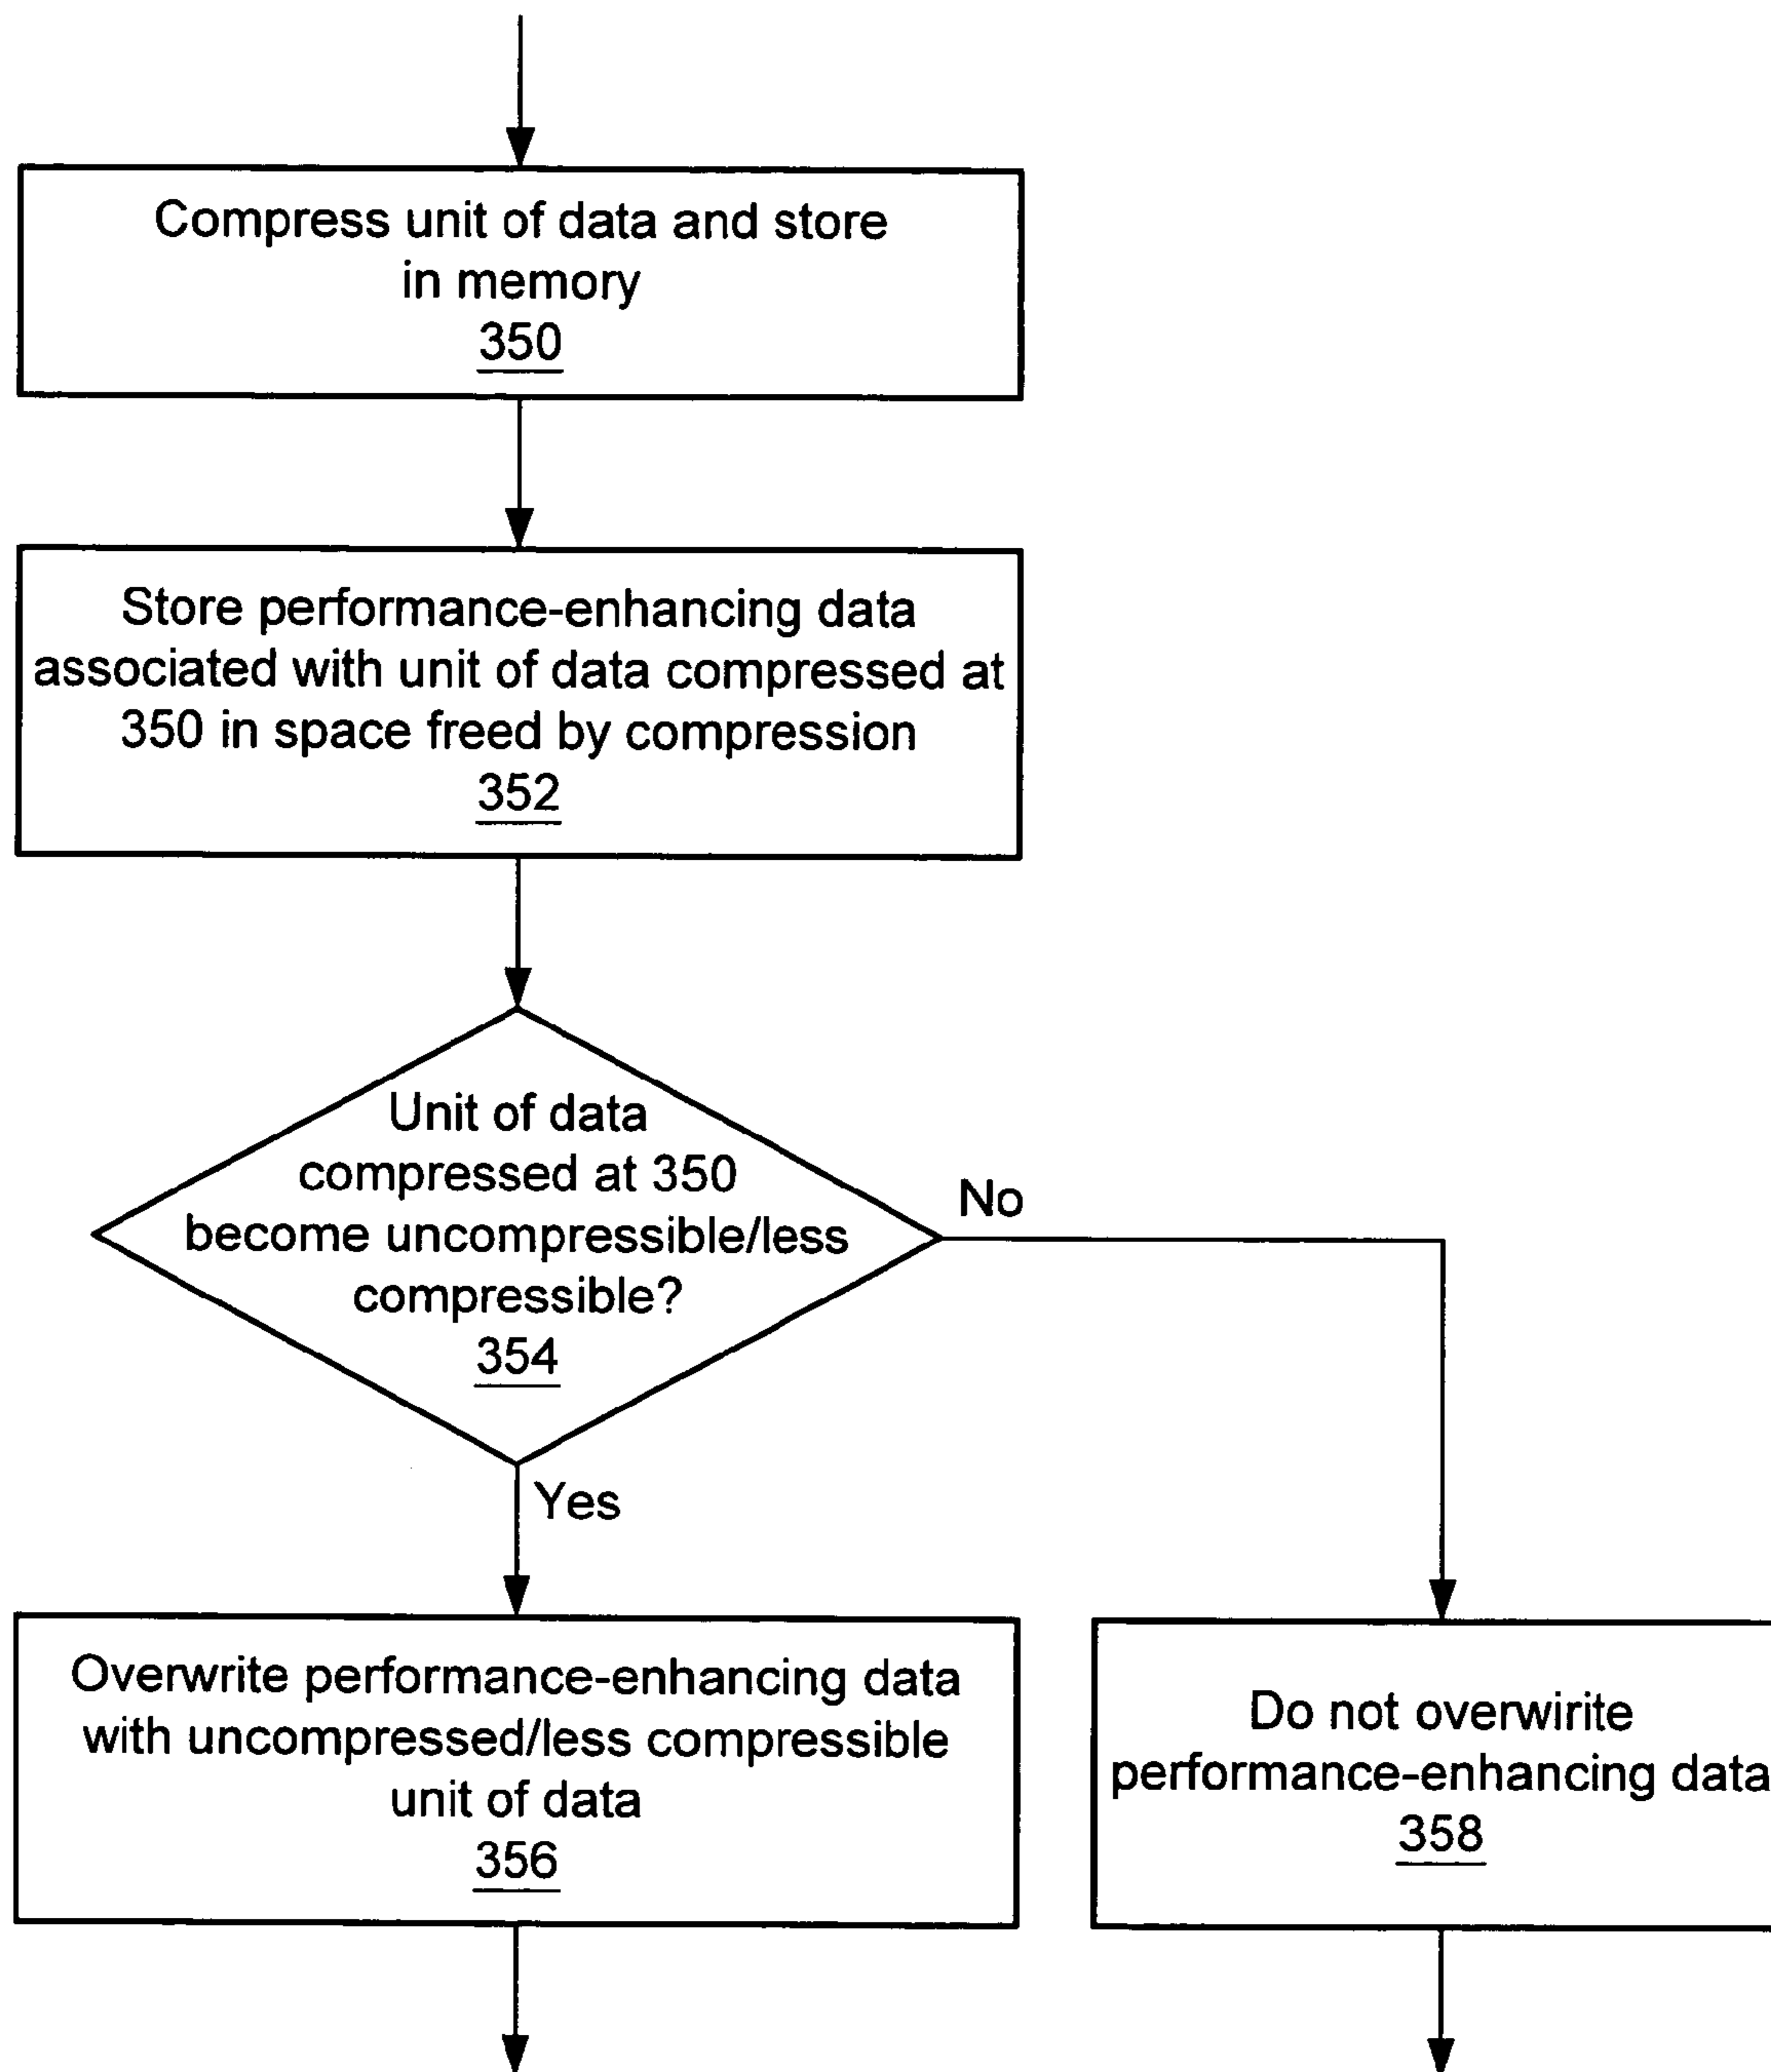 Compress unit of data and store
in memory
350
Store performance-enhancing data
associated with unit of data compressed at
350 in space freed by compression
352
Unit of data
compressed at 350
become uncompressible/less
compressible?
354
No
Yes
Overwrite performance-enhancing data
with uncompressed/less compressible
unit of data
356
Do not overwirite
performance-enhancing data
358